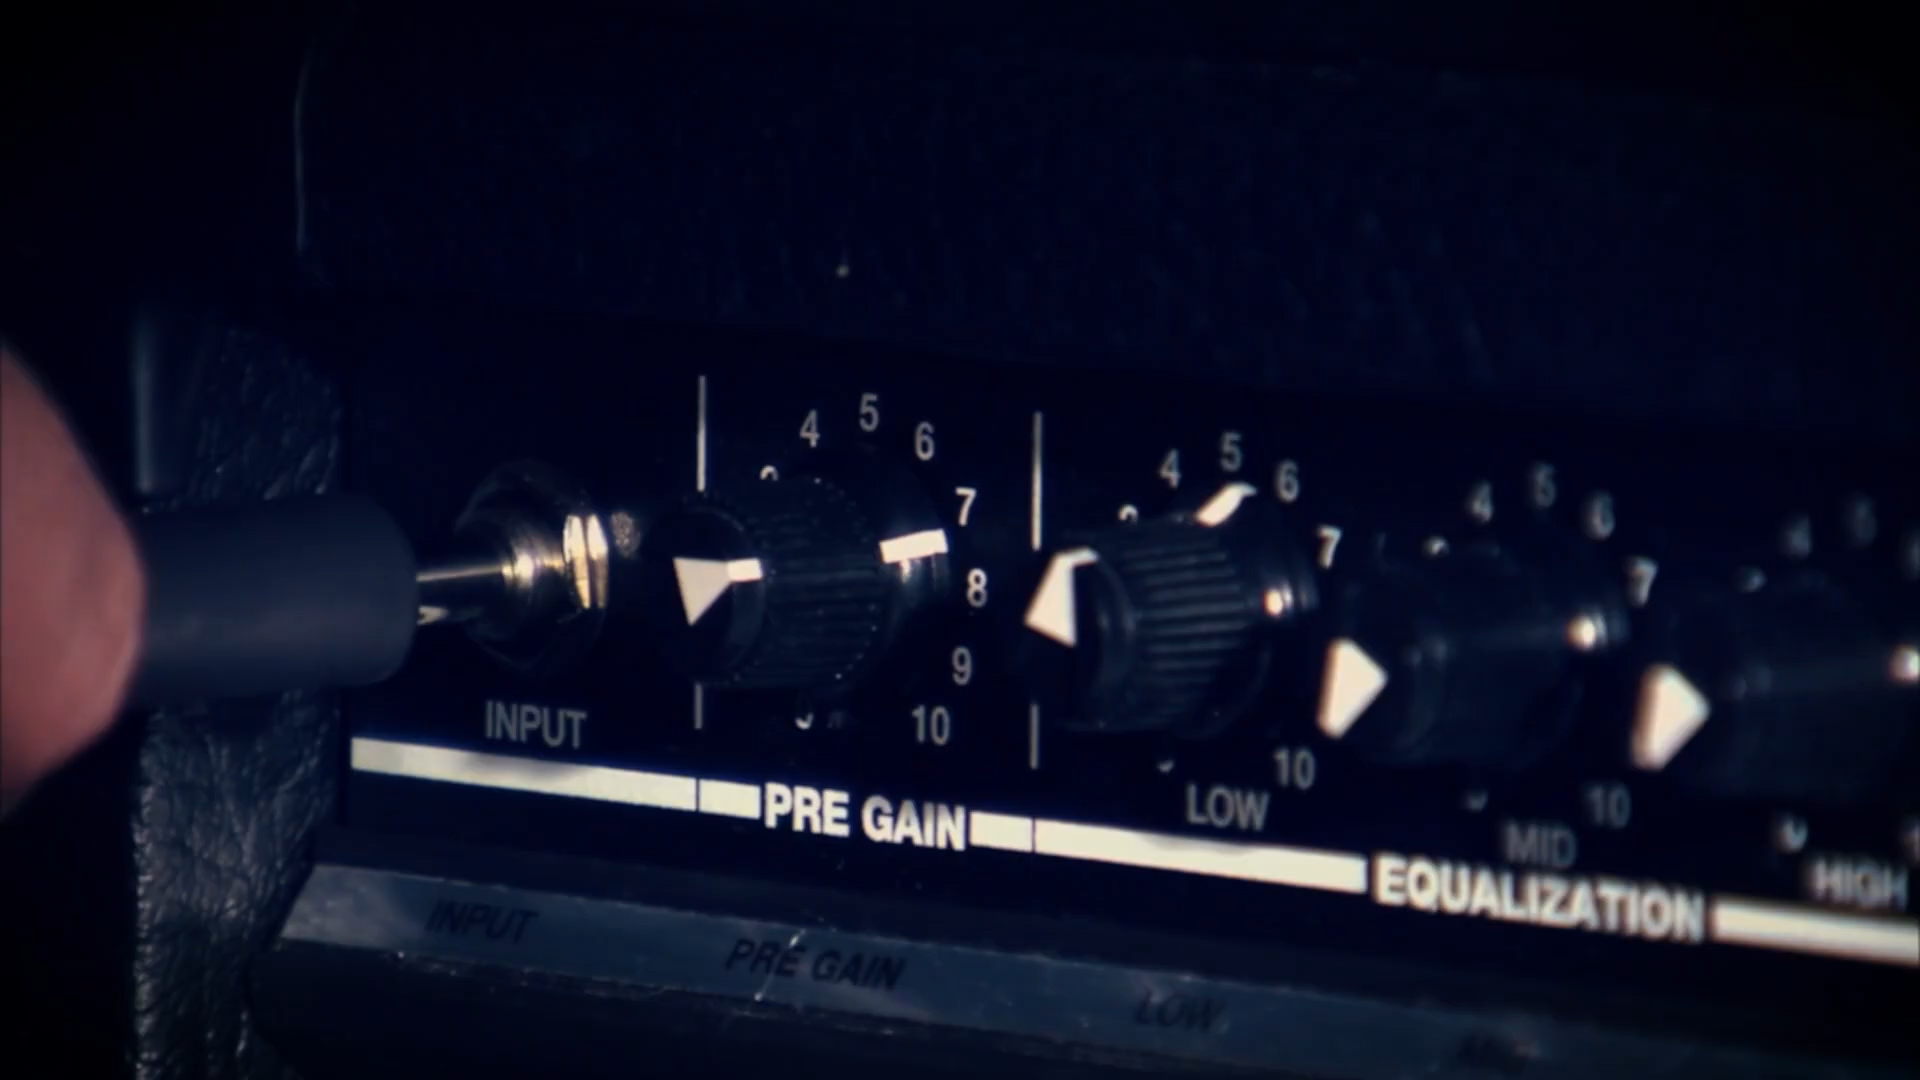 4 5 6 7 8 9 10
4 5 6 7 10
4 5 6 7 10
4
INPUT
LOW
MID
HIGH
PRE GAIN
EQUALIZATION
INPUT
PRE GAIN
LOW